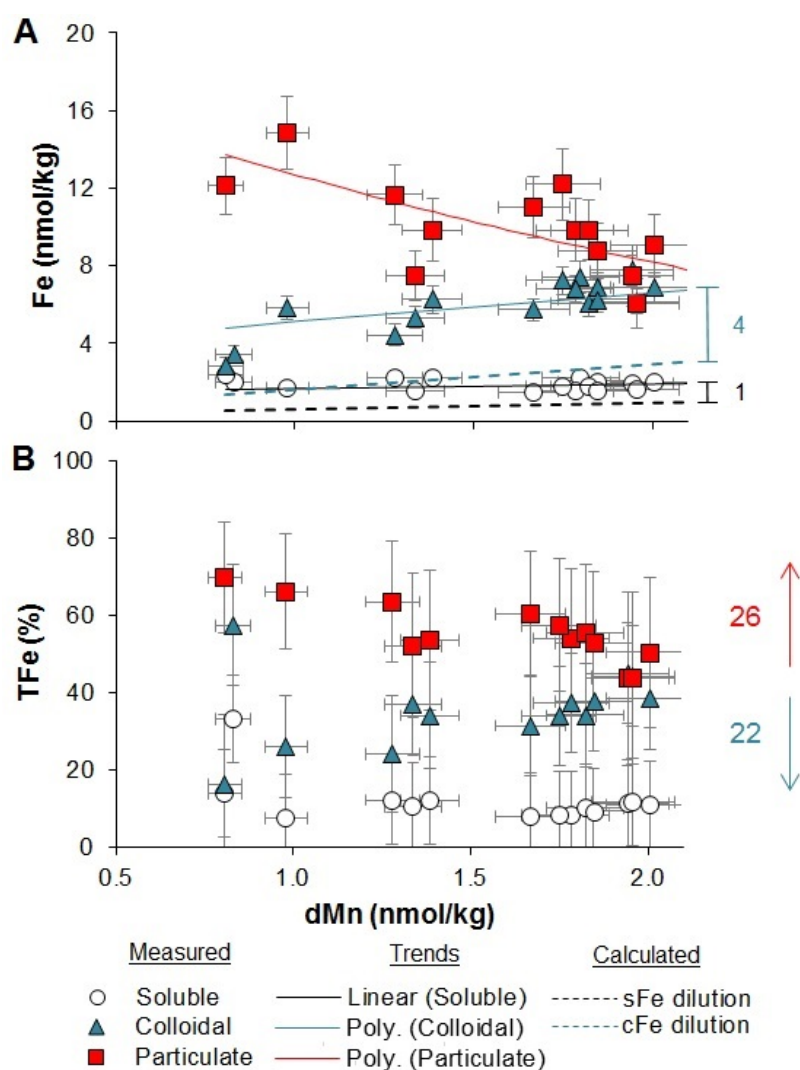 A
20
16
12
8
4
0
Fe (nmol/kg)
4
1
B
100
80
60
40
20
0
TFe (%)
26
22
0.5 1.0 1.5 2.0
dMn (nmol/kg)
Measured Trends Calculated
Soluble Linear (Soluble) sFe dilution
Colloidal Poly. (Colloidal) cFe dilution
Particulate Poly. (Particulate)